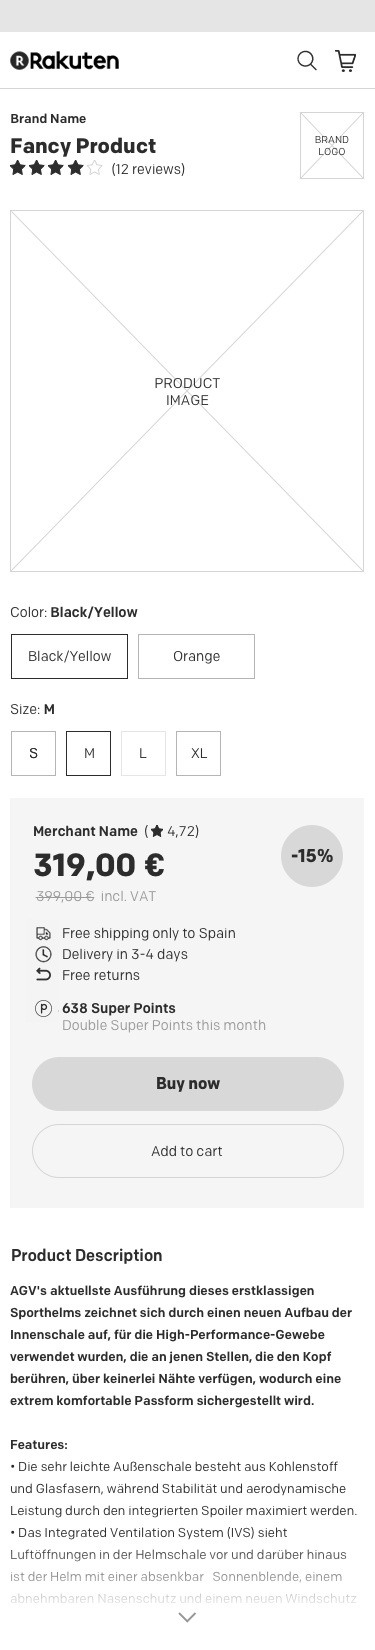 Rakuten
Brand Name
Fancy Product
(12 reviews)
BRAND
LOGO
PRODUCT
IMAGE
Color: Black/Yellow
Black/Yellow
Orange
Size: M
S
M
L
XL
Merchant Name (★ 4,72)
-15%
319,00 €
399,00 € incl. VAT
Free shipping only to Spain
Delivery in 3-4 days
Free returns
638 Super Points
Double Super Points this month
Buy now
Add to cart
Product Description
AGV's aktuellste Ausführung dieses erstklassigen
Sporthelms zeichnet sich durch einen neuen Aufbau der
Innenschale auf, für die High-Performance-Gewebe
verwendet wurden, die an jenen Stellen, die den Kopf
berühren, über keinerlei Nähte verfügen, wodurch eine
extrem komfortable Passform sichergestellt wird.
Features:
• Die sehr leichte Außenschale besteht aus Kohlenstoff
und Glasfasern, während Stabilität und aerodynamische
Leistung durch den integrierten Spoiler maximiert werden.
• Das Integrated Ventilation System (IVS) sieht
Luftöffnungen in der Helmschale vor und darüber hinaus
ist der Helm mit einer absenkbar Sonnenblende, einem
abnehmbaren Nasenschutz und einem neuen Windschutz